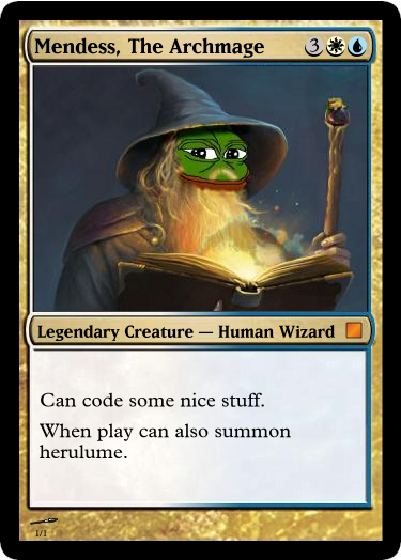 Mendess, The Archmage 3
Legendary Creature — Human Wizard
Can code some nice stuff.
When play can also summon
herulume.
1/1